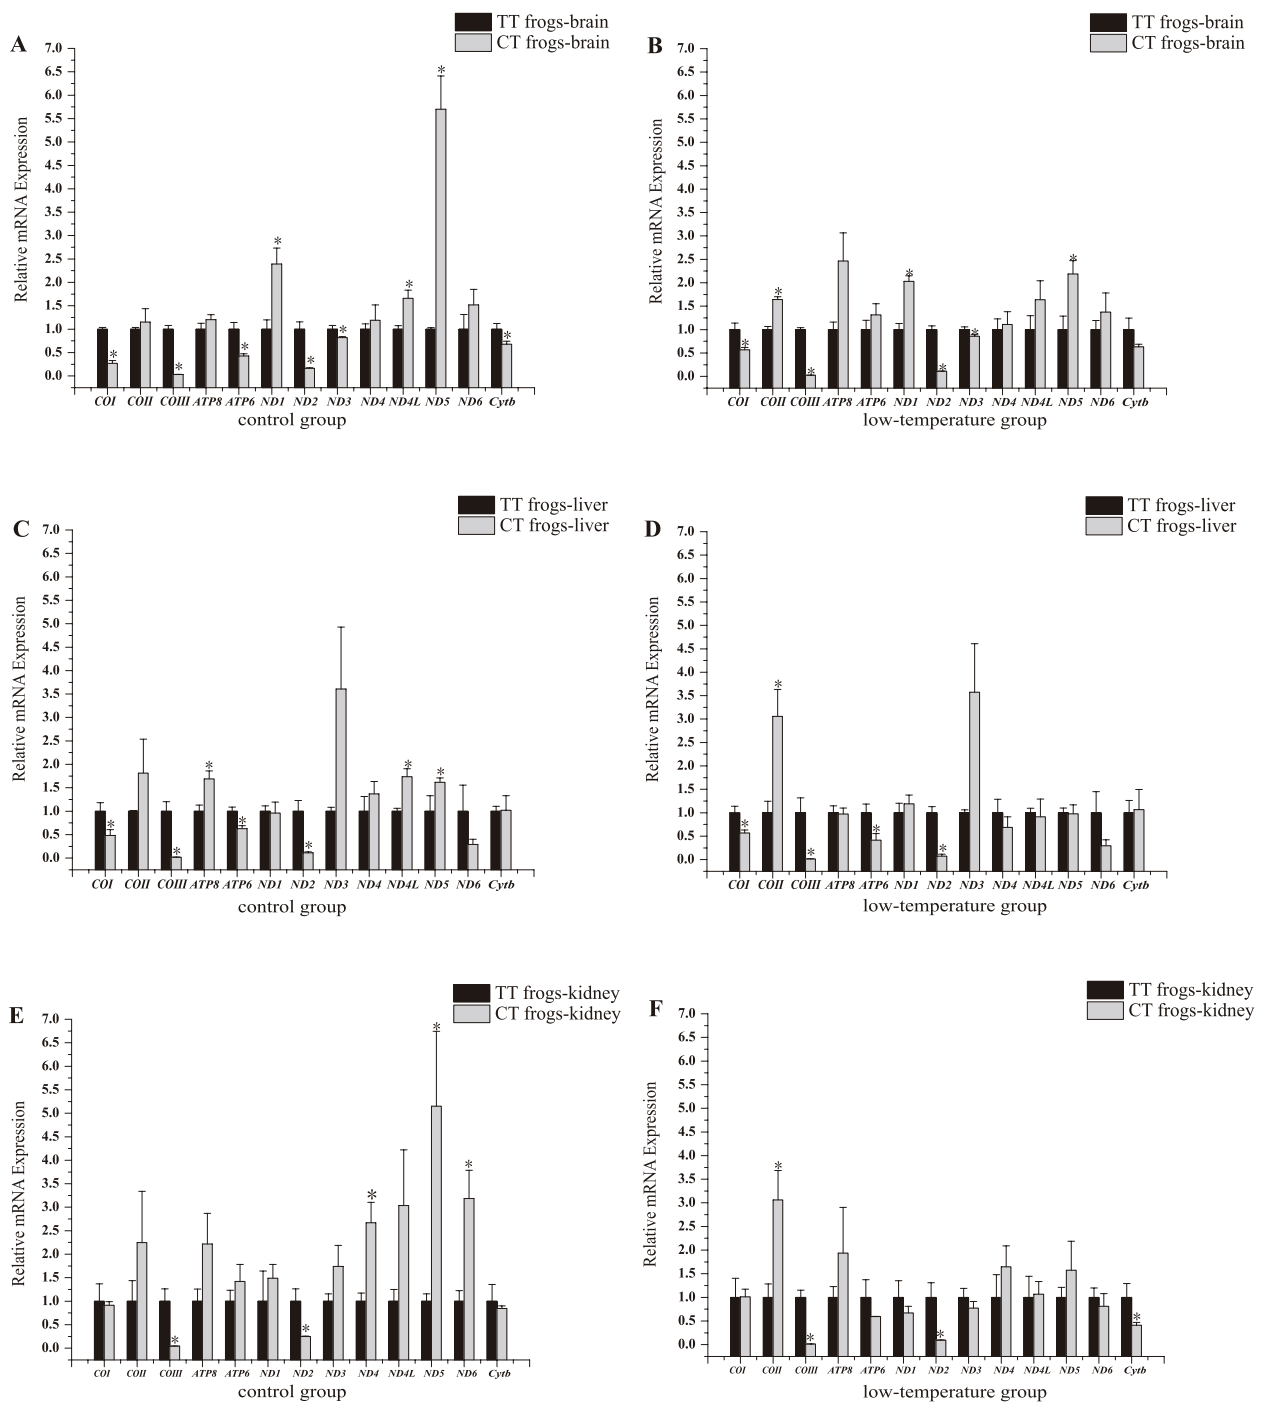 A
TT frogs-brain
CT frogs-brain
7.0
6.5
6.0
5.5
5.0
4.5
4.0
3.5
3.0
2.5
2.0
1.5
1.0
0.5
0.0
Relative mRNA Expression
* * * * * * * * *
COI COII COIII ATP8 ATP6 ND1 ND2 ND3 ND4 ND4L ND5 ND6 Cytb
control group
B
TT frogs-brain
CT frogs-brain
7.0
6.5
6.0
5.5
5.0
4.5
4.0
3.5
3.0
2.5
2.0
1.5
1.0
0.5
0.0
Relative mRNA Expression
* * * * * * *
COI COII COIII ATP8 ATP6 ND1 ND2 ND3 ND4 ND4L ND5 ND6 Cytb
low-temperature group
C
TT frogs-liver
CT frogs-liver
7.0
6.5
6.0
5.5
5.0
4.5
4.0
3.5
3.0
2.5
2.0
1.5
1.0
0.5
0.0
Relative mRNA Expression
* * * * * * *
COI COII COIII ATP8 ATP6 ND1 ND2 ND3 ND4 ND4L ND5 ND6 Cytb
control group
D
TT frogs-liver
CT frogs-liver
7.0
6.5
6.0
5.5
5.0
4.5
4.0
3.5
3.0
2.5
2.0
1.5
1.0
0.5
0.0
Relative mRNA Expression
* * * * *
COI COII COIII ATP8 ATP6 ND1 ND2 ND3 ND4 ND4L ND5 ND6 Cytb
low-temperature group
E
TT frogs-kidney
CT frogs-kidney
7.0
6.5
6.0
5.5
5.0
4.5
4.0
3.5
3.0
2.5
2.0
1.5
1.0
0.5
0.0
Relative mRNA Expression
* * * * *
COI COII COIII ATP8 ATP6 ND1 ND2 ND3 ND4 ND4L ND5 ND6 Cytb
control group
F
TT frogs-kidney
CT frogs-kidney
7.0
6.5
6.0
5.5
5.0
4.5
4.0
3.5
3.0
2.5
2.0
1.5
1.0
0.5
0.0
Relative mRNA Expression
* * * *
COI COII COIII ATP8 ATP6 ND1 ND2 ND3 ND4 ND4L ND5 ND6 Cytb
low-temperature group